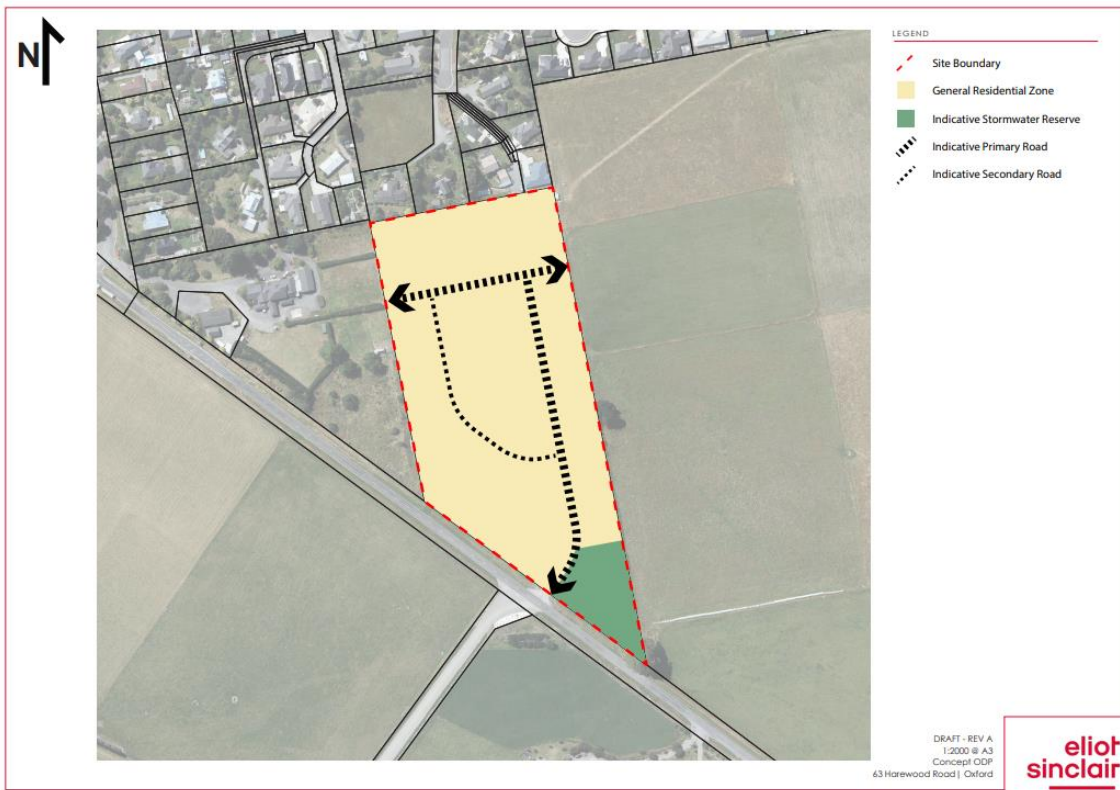 N
LEGEND
Site Boundary
General Residential Zone
Indicative Stormwater Reserve
Indicative Primary Road
Indicative Secondary Road
DRAFT - REV A
1:2000 @ A3
Concept ODP
63 Harewood Road | Oxford
eliot
sinclair